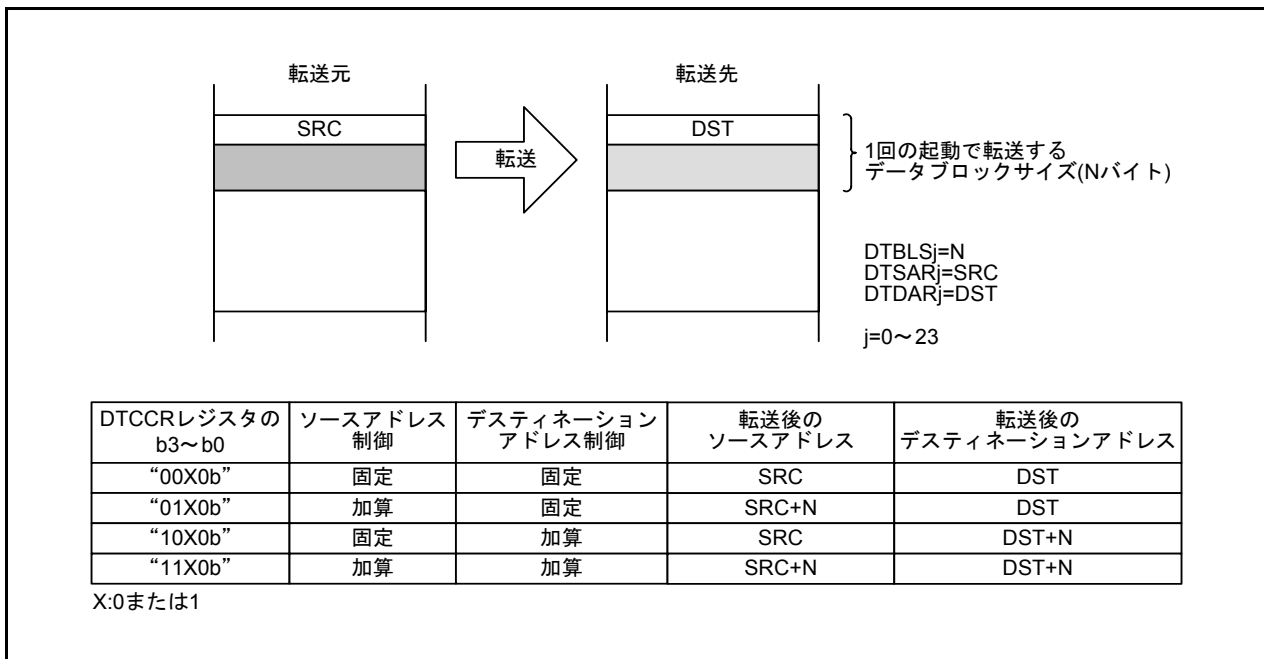 転送元
転送先
SRC
DST
転送
1回の起動で転送する
データブロックサイズ(Nバイト)
DTBLSj=N
DTSARj=SRC
DTDARj=DST
j=0～23
DTCCRレジスタの
b3～b0
ソースアドレス
制御
デスティネーション
アドレス制御
転送後の
ソースアドレス
転送後の
デスティネーションアドレス
“00X0b” 固定 固定 SRC DST
“01X0b” 加算 固定 SRC+N DST
“10X0b” 固定 加算 SRC DST+N
“11X0b” 加算 加算 SRC+N DST+N
X:0または1